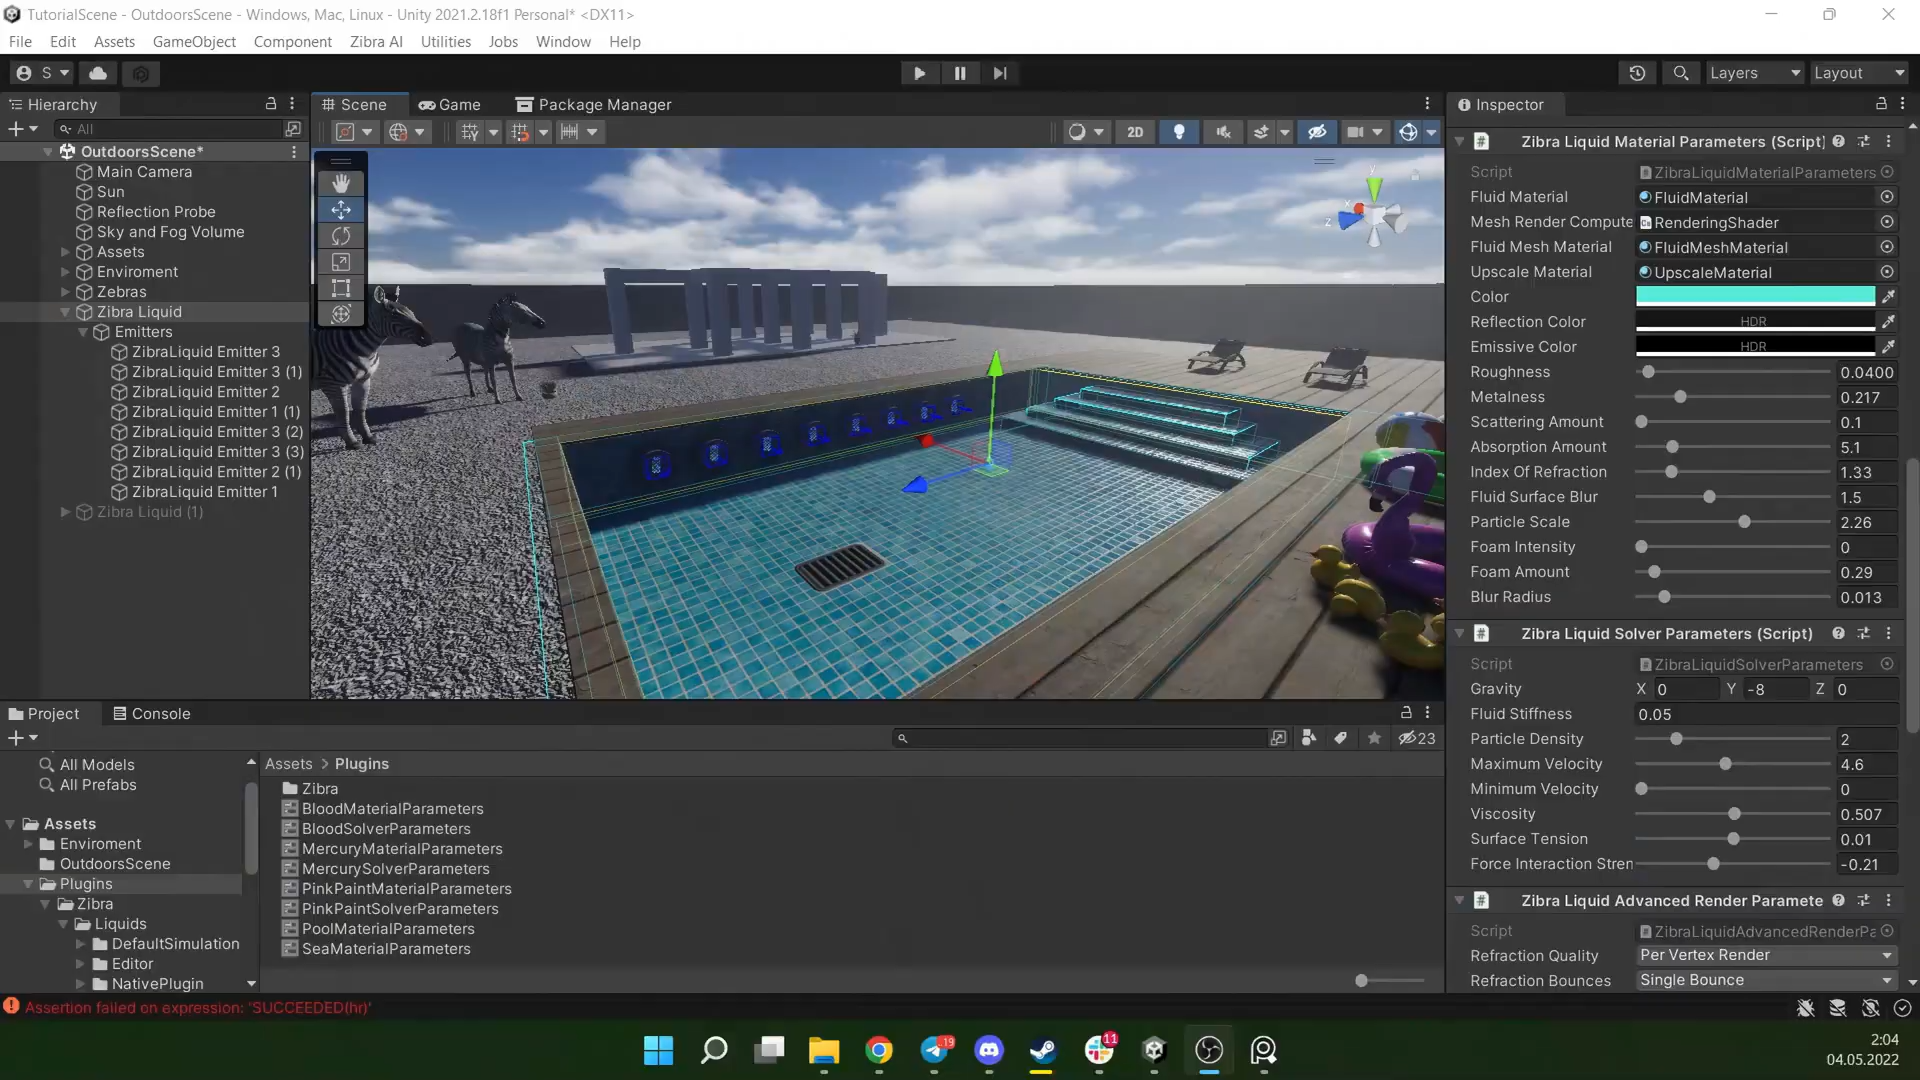 TutorialScene - OutdoorsScene - Windows, Mac, Linux - Unity 2021.2.18f1 Personal* <DX11>
File Edit Assets GameObject Component Zibra AI Utilities Jobs Window Help
S Layers Layout
Hierarchy
All
OutdoorsScene*
Main Camera
Sun
Reflection Probe
Sky and Fog Volume
Assets
Enviroment
Zebras
Zibra Liquid
Emitters
ZibraLiquid Emitter 3
ZibraLiquid Emitter 3 (1)
ZibraLiquid Emitter 2
ZibraLiquid Emitter 1 (1)
ZibraLiquid Emitter 3 (2)
ZibraLiquid Emitter 3 (3)
ZibraLiquid Emitter 2 (1)
ZibraLiquid Emitter 1
Zibra Liquid (1)
Scene Game Package Manager
2D
y
x
z
Inspector
Zibra Liquid Material Parameters (Script)
Script ZibraLiquidMaterialParameters
Fluid Material FluidMaterial
Mesh Render Compute RenderingShader
Fluid Mesh Material FluidMeshMaterial
Upscale Material UpscaleMaterial
Color
Reflection Color HDR
Emissive Color HDR
Roughness 0.0400
Metalness 0.217
Scattering Amount 0.1
Absorption Amount 5.1
Index Of Refraction 1.33
Fluid Surface Blur 1.5
Particle Scale 2.26
Foam Intensity 0
Foam Amount 0.29
Blur Radius 0.013
Zibra Liquid Solver Parameters (Script)
Script ZibraLiquidSolverParameters
Gravity X 0 Y -8 Z 0
Fluid Stiffness 0.05
Particle Density 2
Maximum Velocity 4.6
Minimum Velocity 0
Viscosity 0.507
Surface Tension 0.01
Force Interaction Stren -0.21
Zibra Liquid Advanced Render Paramete
Script ZibraLiquidAdvancedRenderPa
Refraction Quality Per Vertex Render
Refraction Bounces Single Bounce
Project Console
23
All Models
All Prefabs
Assets
Enviroment
OutdoorsScene
Plugins
Zibra
Liquids
DefaultSimulation
Editor
NativePlugin
Assets > Plugins
Zibra
BloodMaterialParameters
BloodSolverParameters
MercuryMaterialParameters
MercurySolverParameters
PinkPaintMaterialParameters
PinkPaintSolverParameters
PoolMaterialParameters
SeaMaterialParameters
Assertion failed on expression: 'SUCCEEDED(hr)'
..19
11
2:04
04.05.2022